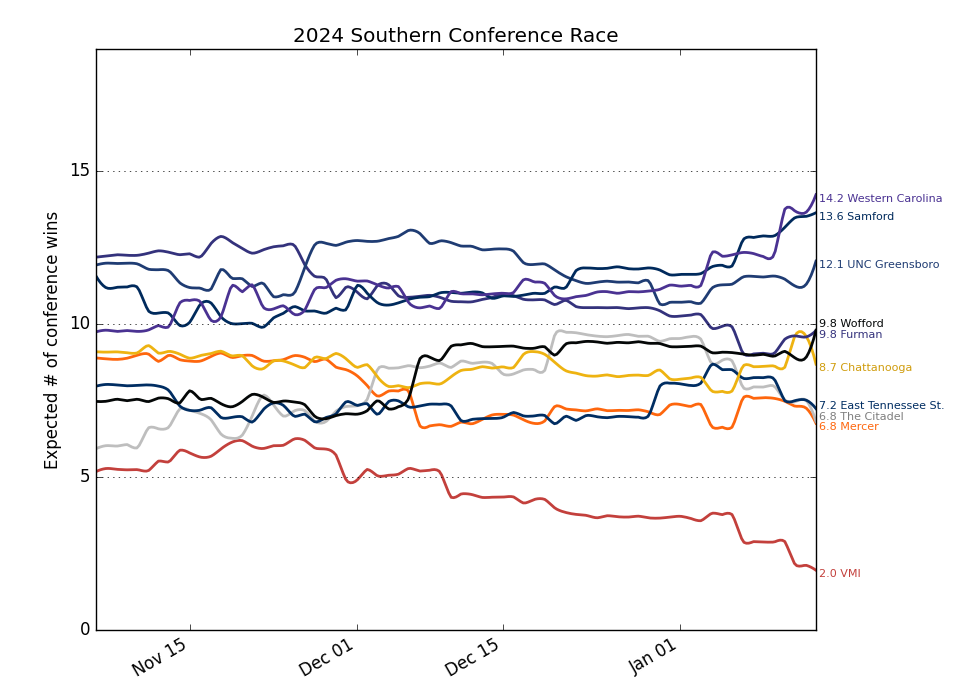 2024 Southern Conference Race
Expected # of conference wins
15
10
5
0
Nov 15
Dec 01
Dec 15
Jan 01
14.2 Western Carolina
13.6 Samford
12.1 UNC Greensboro
9.8 Wofford
9.8 Furman
8.7 Chattanooga
7.2 East Tennessee St.
6.8 The Citadel
6.8 Mercer
2.0 VMI